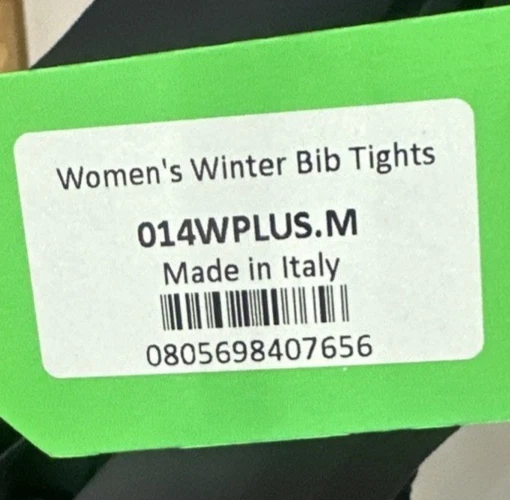 Women's Winter Bib Tights
014WPLUS.M
Made in Italy
0805698407656